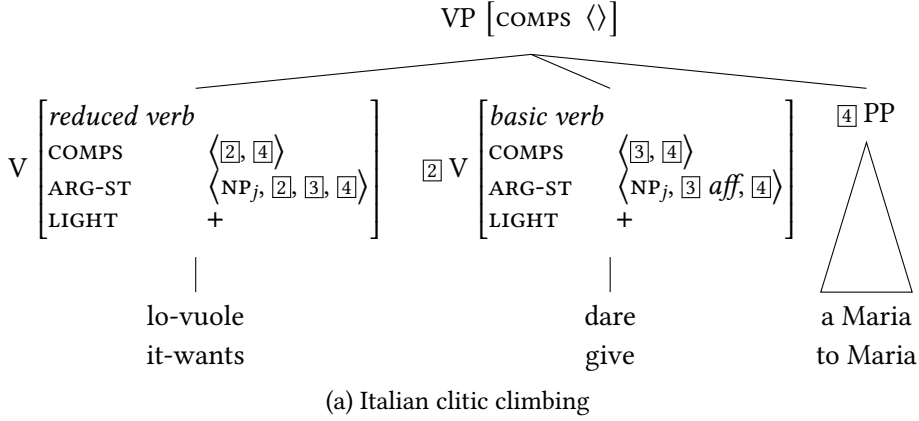 VP [COMPS ⟨⟩]
V [reduced verb
COMPS ⟨[2], [4]⟩
ARG-ST ⟨NPj, [2], [3], [4]⟩
LIGHT +]
[2] V [basic verb
COMPS ⟨[3], [4]⟩
ARG-ST ⟨NPj, [3] aff, [4]⟩
LIGHT +]
[4] PP
lo-vuole dare a Maria
it-wants give to Maria
(a) Italian clitic climbing